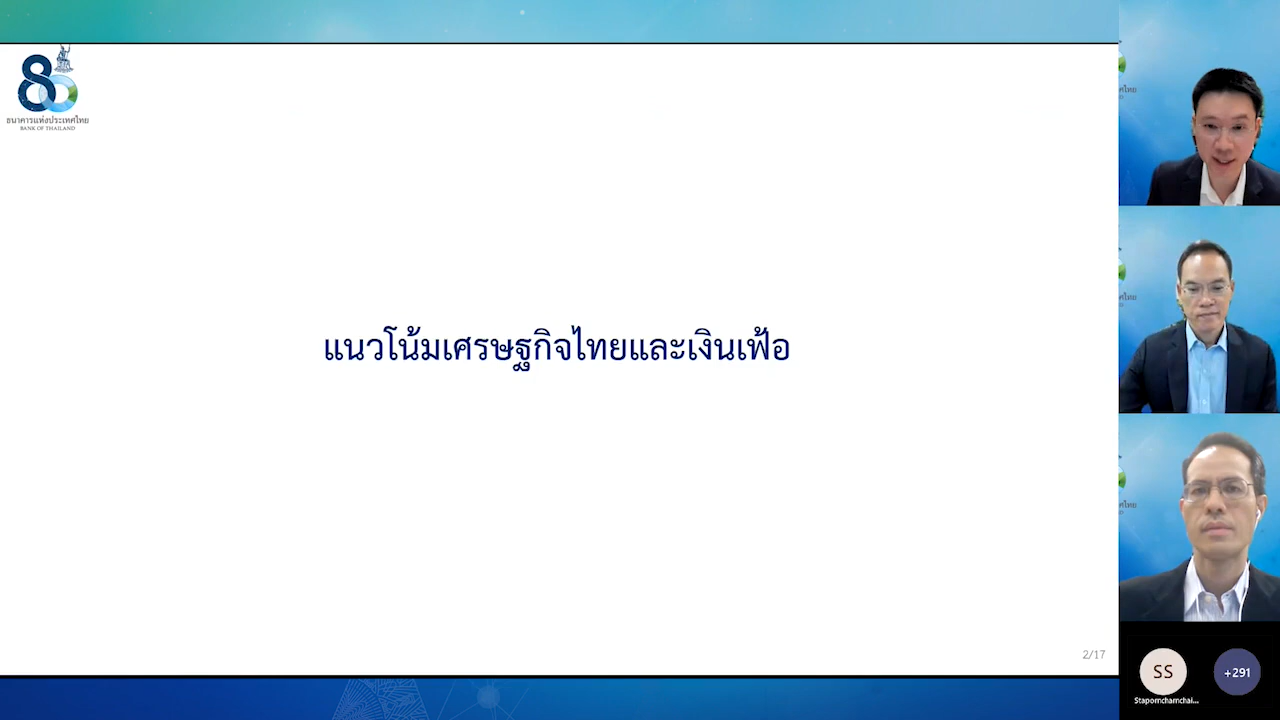 80
ธนาคารแห่งประเทศไทย
BANK OF THAILAND
แนวโน้มเศรษฐกิจไทยและเงินเฟ้อ
2/17
SS
+291
Stapornchamchai...